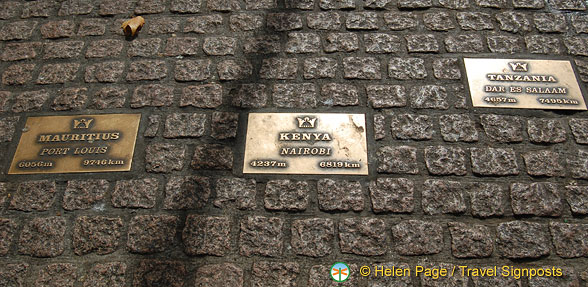 MAURITIUS
PORT LOUIS
6056m 9746km
KENYA
NAIROBI
4237m 6819km
TANZANIA
DAR ES SALAAM
4657m 7495km
© Helen Page @ Travel Signposts